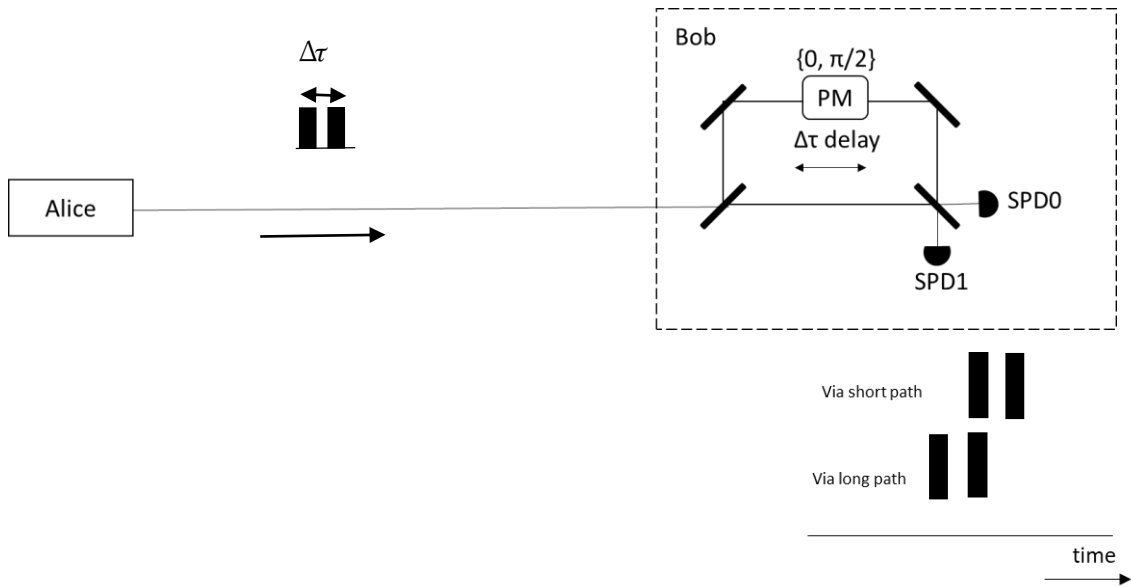 Δτ
Alice
Bob
{0, π/2}
PM
Δτ delay
SPD0
SPD1
Via short path
Via long path
time